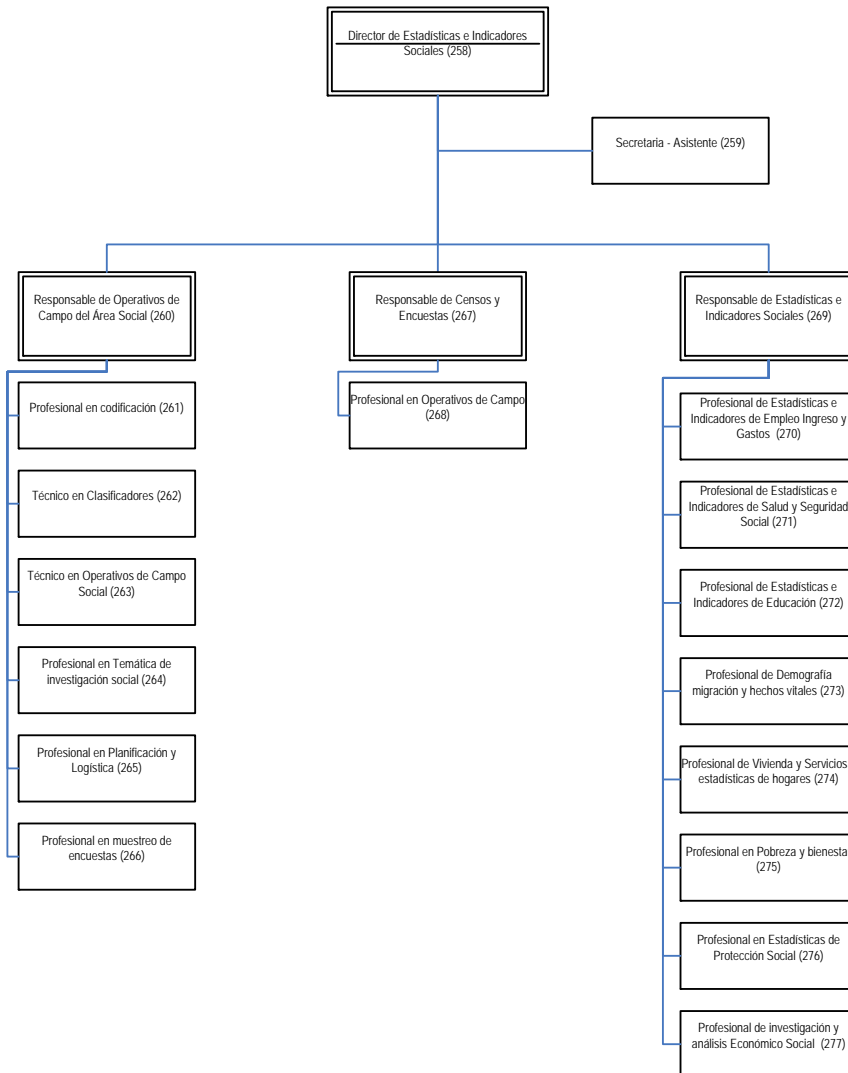 Director de Estadísticas e Indicadores
Sociales (258)
Secretaria - Asistente (259)
Responsable de Operativos de
Campo del Área Social (260)
Responsable de Censos y
Encuestas (267)
Responsable de Estadísticas e
Indicadores Sociales (269)
Profesional en codificación (261)
Técnico en Clasificadores (262)
Técnico en Operativos de Campo
Social (263)
Profesional en Temática de
investigación social (264)
Profesional en Planificación y
Logística (265)
Profesional en muestreo de
encuestas (266)
Profesional en Operativos de Campo
(268)
Profesional de Estadísticas e
Indicadores de Empleo Ingreso y
Gastos (270)
Profesional de Estadísticas e
Indicadores de Salud y Seguridad
Social (271)
Profesional de Estadísticas e
Indicadores de Educación (272)
Profesional de Demografía
migración y hechos vitales (273)
Profesional de Vivienda y Servicios
estadísticas de hogares (274)
Profesional en Pobreza y bienesta
(275)
Profesional en Estadísticas de
Protección Social (276)
Profesional de investigación y
análisis Económico Social (277)